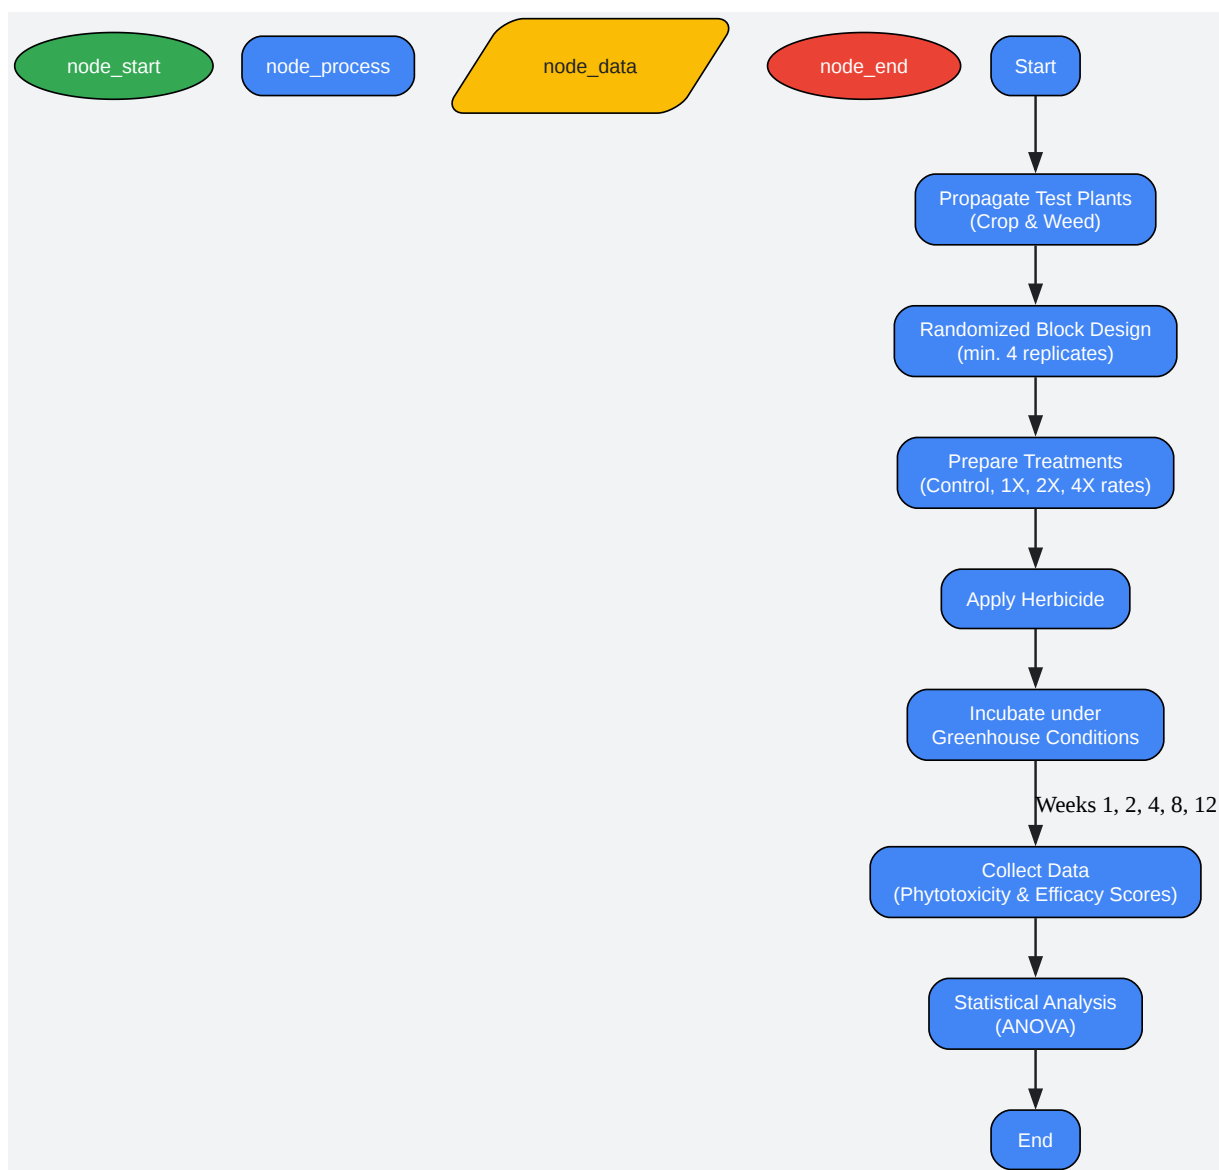 node_start
node_process
node_data
node_end
Start
Propagate Test Plants
(Crop & Weed)
Randomized Block Design
(min. 4 replicates)
Prepare Treatments
(Control, 1X, 2X, 4X rates)
Apply Herbicide
Incubate under
Greenhouse Conditions
Weeks 1, 2, 4, 8, 12
Collect Data
(Phytotoxicity & Efficacy Scores)
Statistical Analysis
(ANOVA)
End